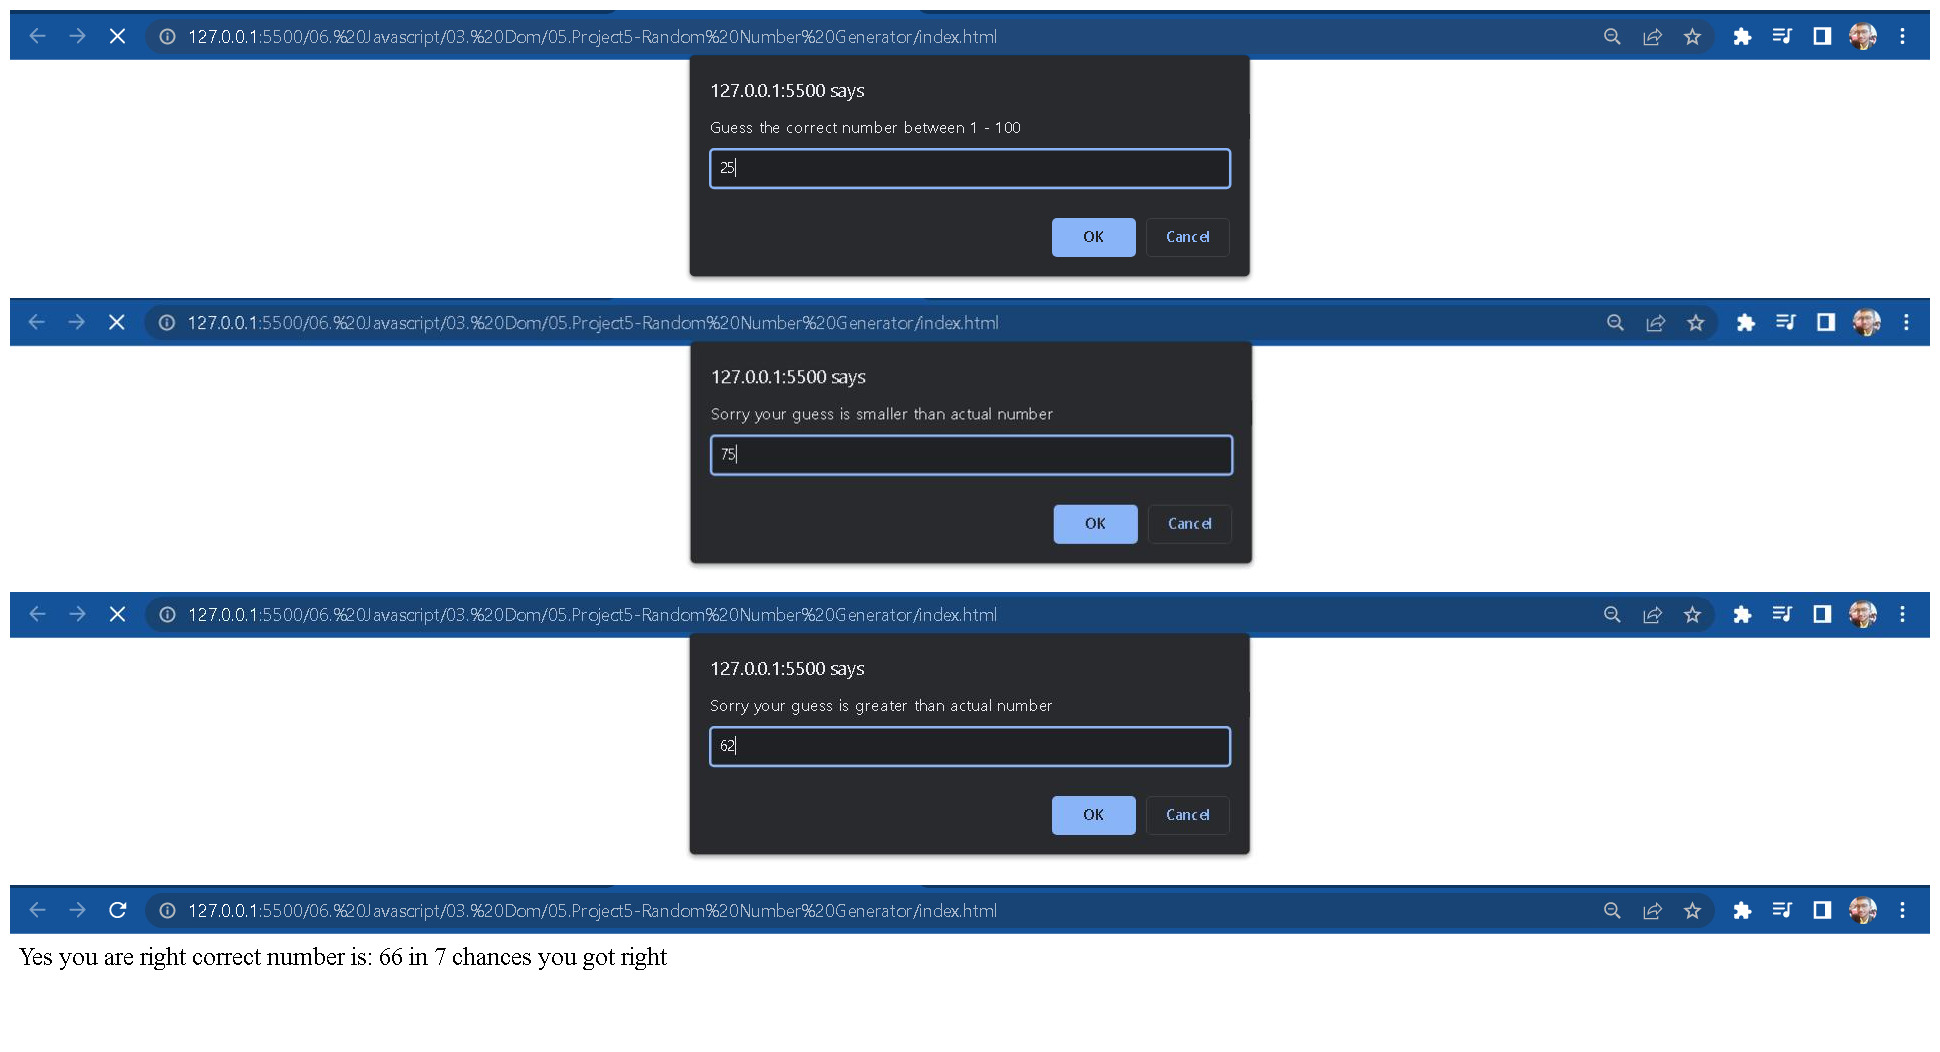 127.0.0.1:5500/06.%20Javascript/03.%20Dom/05.Project5-Random%20Number%20Generator/index.html
127.0.0.1:5500 says
Guess the correct number between 1 - 100
25
OK Cancel
127.0.0.1:5500/06.%20Javascript/03.%20Dom/05.Project5-Random%20Number%20Generator/index.html
127.0.0.1:5500 says
Sorry your guess is smaller than actual number
75
OK Cancel
127.0.0.1:5500/06.%20Javascript/03.%20Dom/05.Project5-Random%20Number%20Generator/index.html
127.0.0.1:5500 says
Sorry your guess is greater than actual number
62
OK Cancel
127.0.0.1:5500/06.%20Javascript/03.%20Dom/05.Project5-Random%20Number%20Generator/index.html
Yes you are right correct number is: 66 in 7 chances you got right